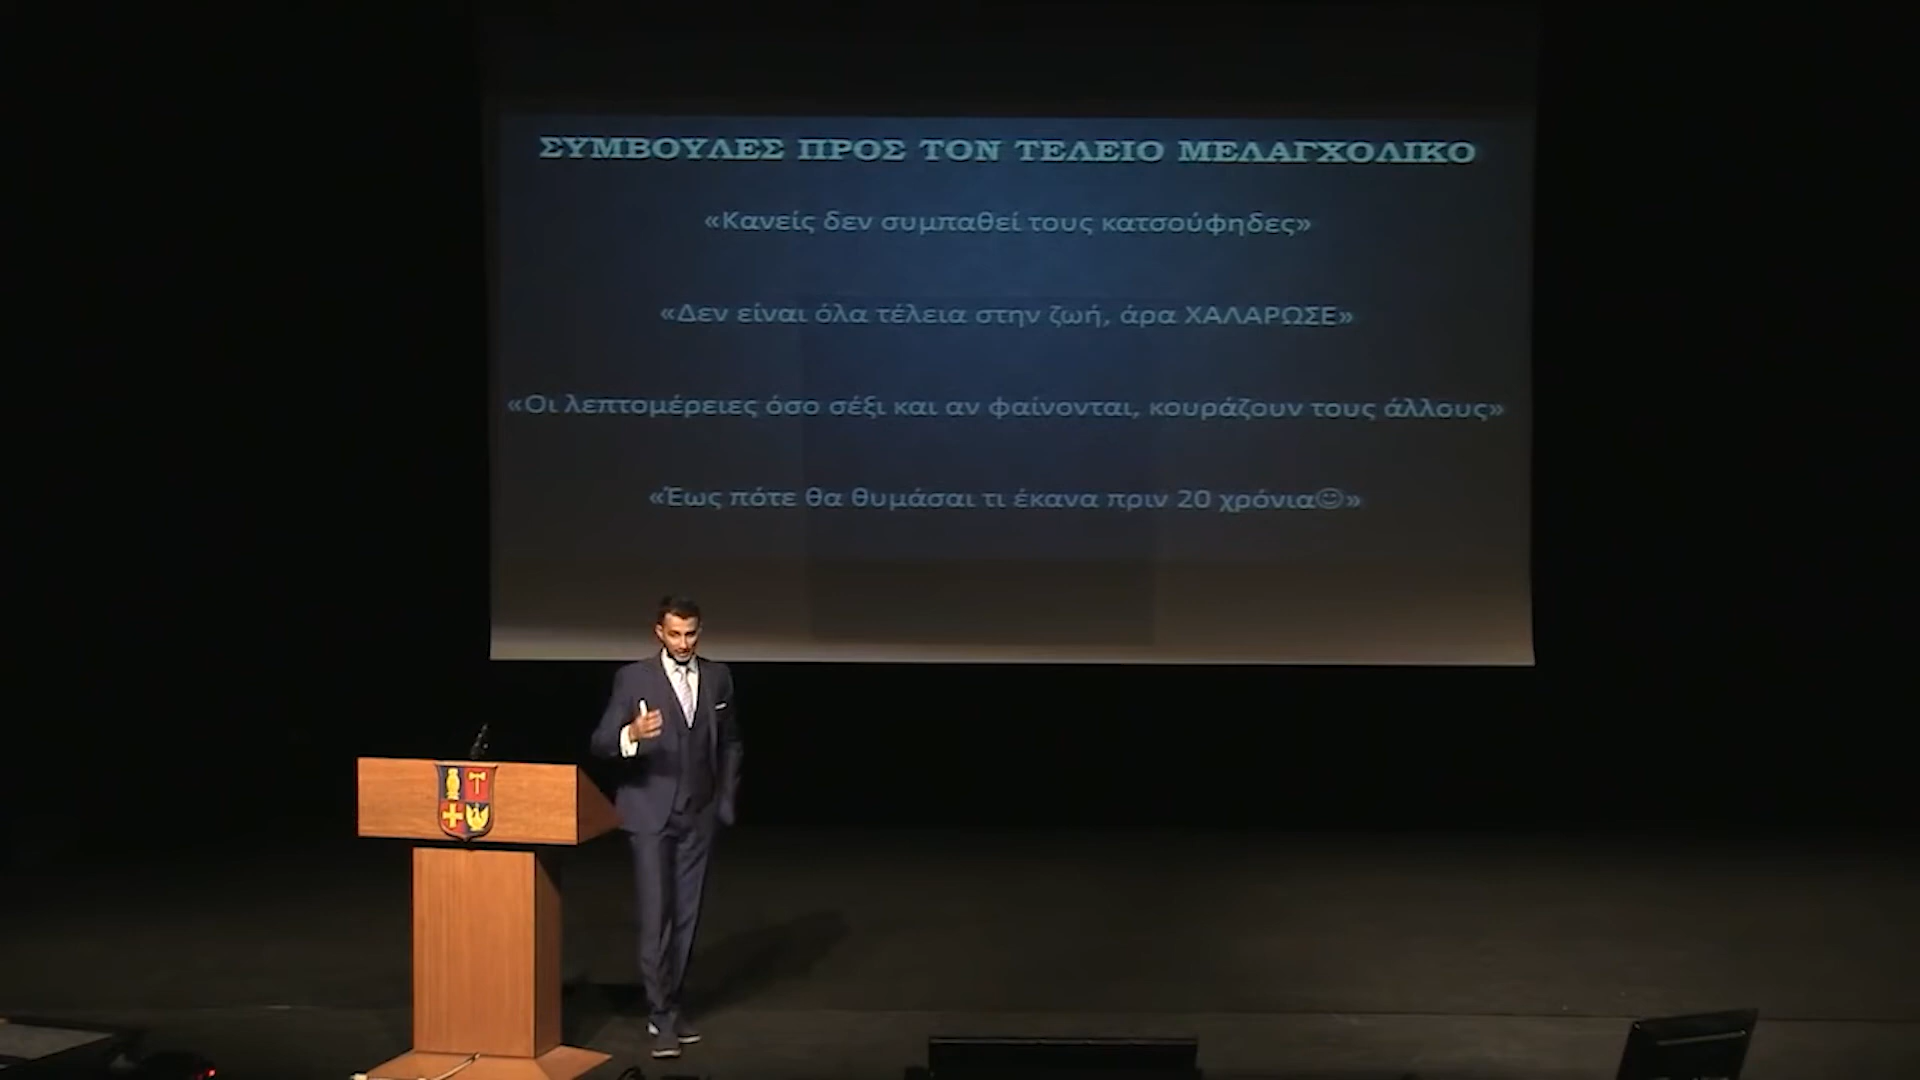 ΣΥΜΒΟΥΛΕΣ ΠΡΟΣ ΤΟΝ ΤΕΛΕΙΟ ΜΕΛΑΓΧΟΛΙΚΟ
«Κανείς δεν συμπαθεί τους κατσούφηδες»
«Δεν είναι όλα τέλεια στην ζωή, άρα ΧΑΛΑΡΩΣΕ»
«Οι λεπτομέρειες όσο σέξι και αν φαίνονται, κουράζουν τους άλλους»
«Έως πότε θα θυμάσαι τι έκανα πριν 20 χρόνια☺»